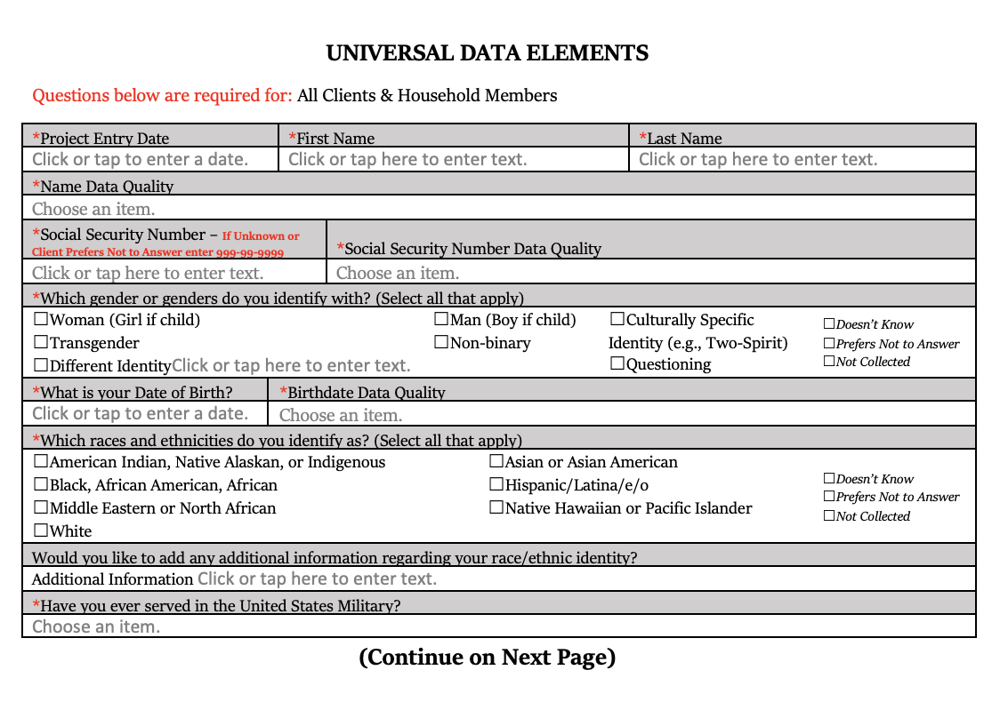 UNIVERSAL DATA ELEMENTS
Questions below are required for: All Clients & Household Members
*Project Entry Date *First Name *Last Name
Click or tap to enter a date. Click or tap here to enter text. Click or tap here to enter text.
*Name Data Quality
Choose an item.
*Social Security Number – If Unknown or
Client Prefers Not to Answer enter 999-99-9999
*Social Security Number Data Quality
Click or tap here to enter text. Choose an item.
*Which gender or genders do you identify with? (Select all that apply)
☐Woman (Girl if child) ☐Man (Boy if child) ☐Culturally Specific
☐Transgender ☐Non-binary Identity (e.g., Two-Spirit)
☐Different IdentityClick or tap here to enter text. ☐Questioning
☐Doesn’t Know
☐Prefers Not to Answer
☐Not Collected
*What is your Date of Birth? *Birthdate Data Quality
Click or tap to enter a date. Choose an item.
*Which races and ethnicities do you identify as? (Select all that apply)
☐American Indian, Native Alaskan, or Indigenous ☐Asian or Asian American
☐Black, African American, African ☐Hispanic/Latina/e/o
☐Middle Eastern or North African ☐Native Hawaiian or Pacific Islander
☐White
☐Doesn’t Know
☐Prefers Not to Answer
☐Not Collected
Would you like to add any additional information regarding your race/ethnic identity?
Additional Information Click or tap here to enter text.
*Have you ever served in the United States Military?
Choose an item.
(Continue on Next Page)